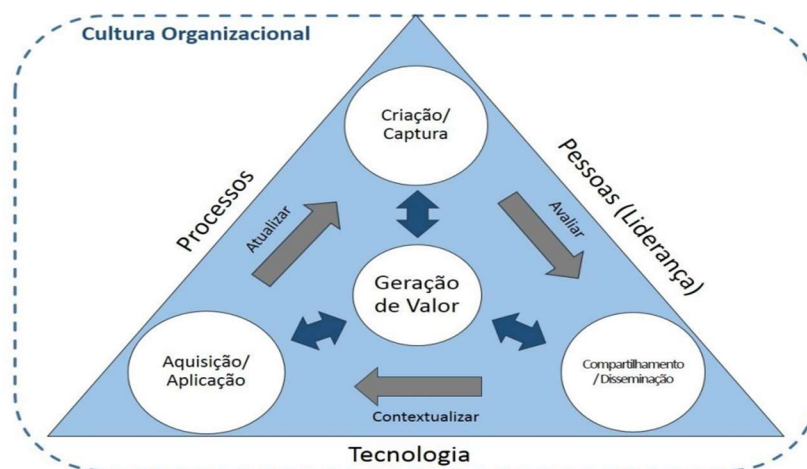 Cultura Organizacional
Criação/
Captura
Processos
Pessoas (Liderança)
Atualizar
Avaliar
Geração
de Valor
Aquisição/
Aplicação
Compartilhamento
/ Disseminação
Contextualizar
Tecnologia